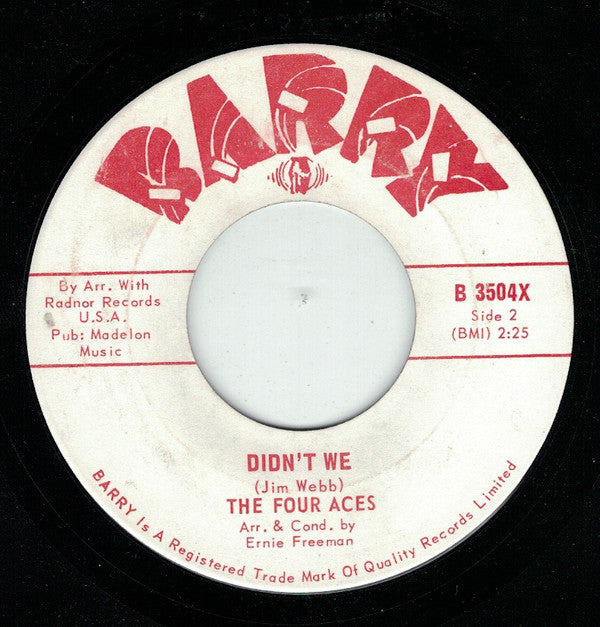 BARRY
By Arr. With
Radnor Records
U.S.A.
Pub: Madelon
Music
B 3504X
Side 2
(BMI) 2:25
DIDN'T WE
(Jim Webb)
THE FOUR ACES
Arr. & Cond. by
Ernie Freeman
BARRY Is A Registered Trade Mark Of Quality Records Limited